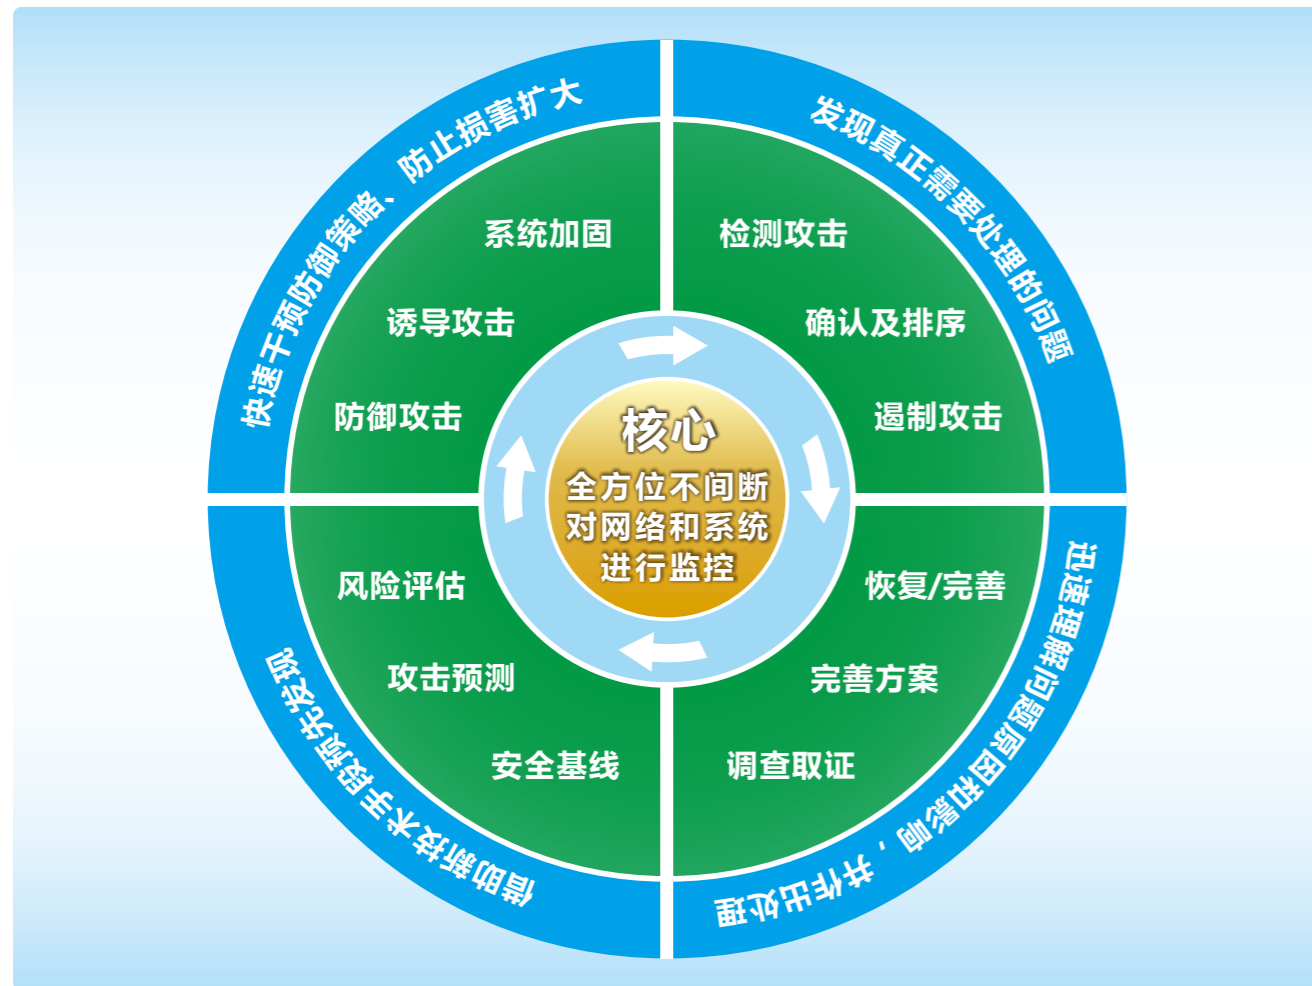 快速干预防御策略、防止损害扩大
系统加固
诱导攻击
防御攻击
发现真正需要处理的问题
检测攻击
确认及排序
遏制攻击
核心
全方位不间断
对网络和系统
进行监控
迅速理解问题原因和影响，并作出处理
恢复/完善
完善方案
调查取证
借助新技术手段预先发现
风险评估
攻击预测
安全基线